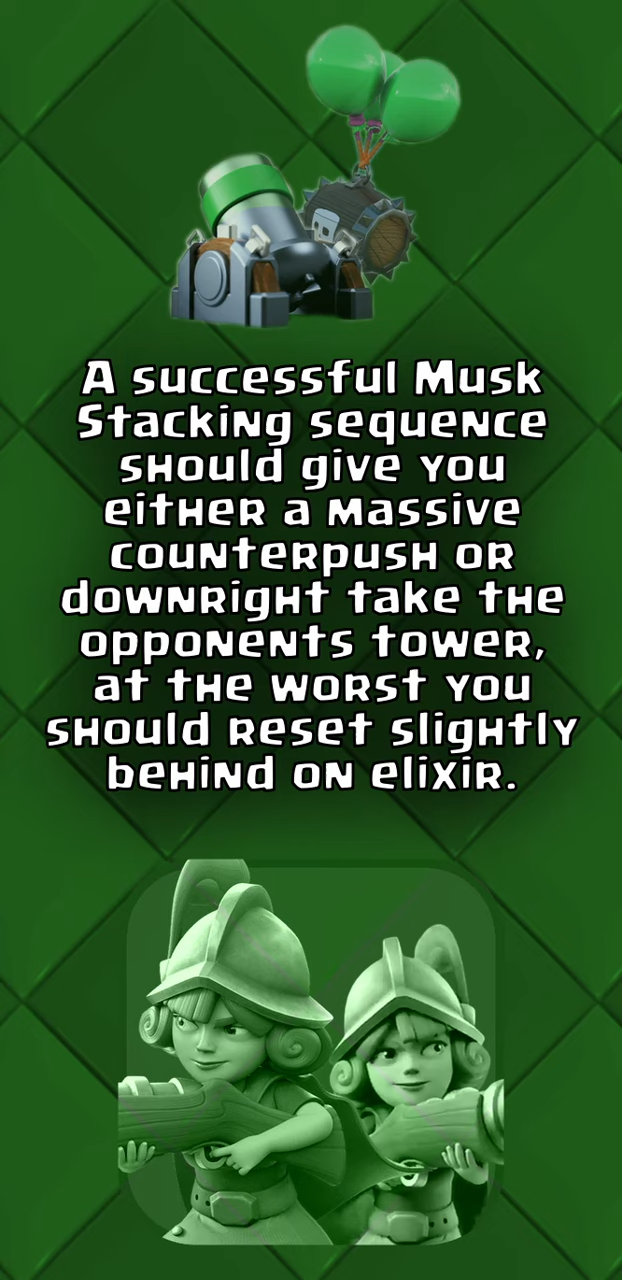 A successful Musk
Stacking sequence
should give you
either a massive
counterpush or
downright take the
opponents tower,
at the worst you
should reset slightly
behind on elixir.